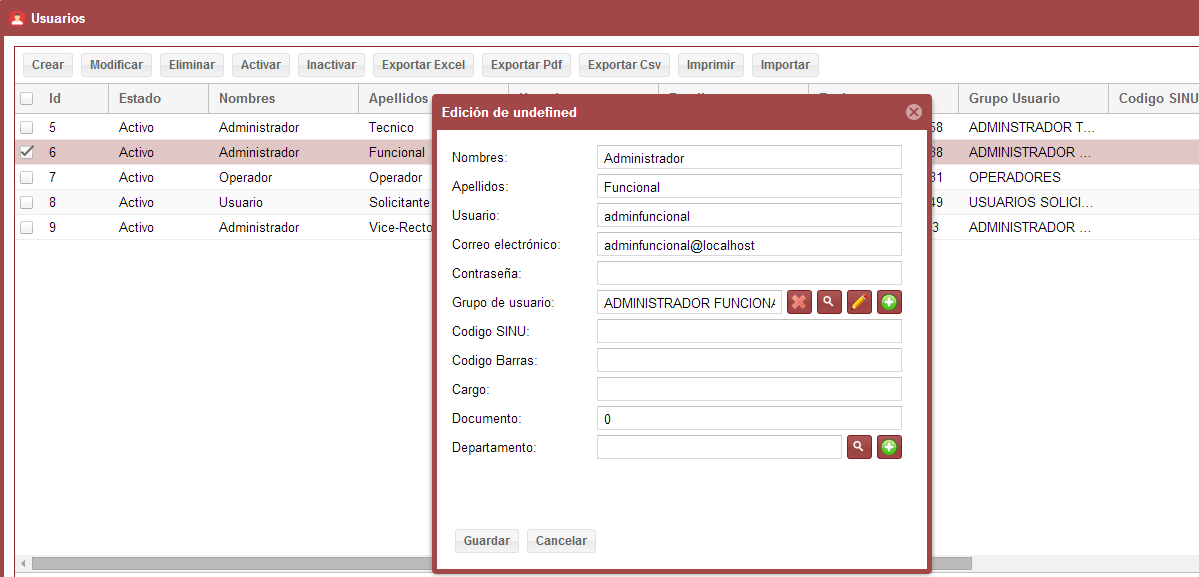 Usuarios
Crear Modificar Eliminar Activar Inactivar Exportar Excel Exportar Pdf Exportar Csv Imprimir Importar
Id Estado Nombres Apellidos Grupo Usuario Codigo SINU
5 Activo Administrador Tecnico 58 ADMINSTRADOR T...
6 Activo Administrador Funcional 38 ADMINISTRADOR ...
7 Activo Operador Operador 31 OPERADORES
8 Activo Usuario Solicitante 49 USUARIOS SOLICI...
9 Activo Administrador Vice-Recto 3 ADMINISTRADOR ...
Edición de undefined
Nombres: Administrador
Apellidos: Funcional
Usuario: adminfuncional
Correo electrónico: adminfuncional@localhost
Contraseña:
Grupo de usuario: ADMINISTRADOR FUNCIONA
Codigo SINU:
Codigo Barras:
Cargo:
Documento: 0
Departamento:
Guardar Cancelar